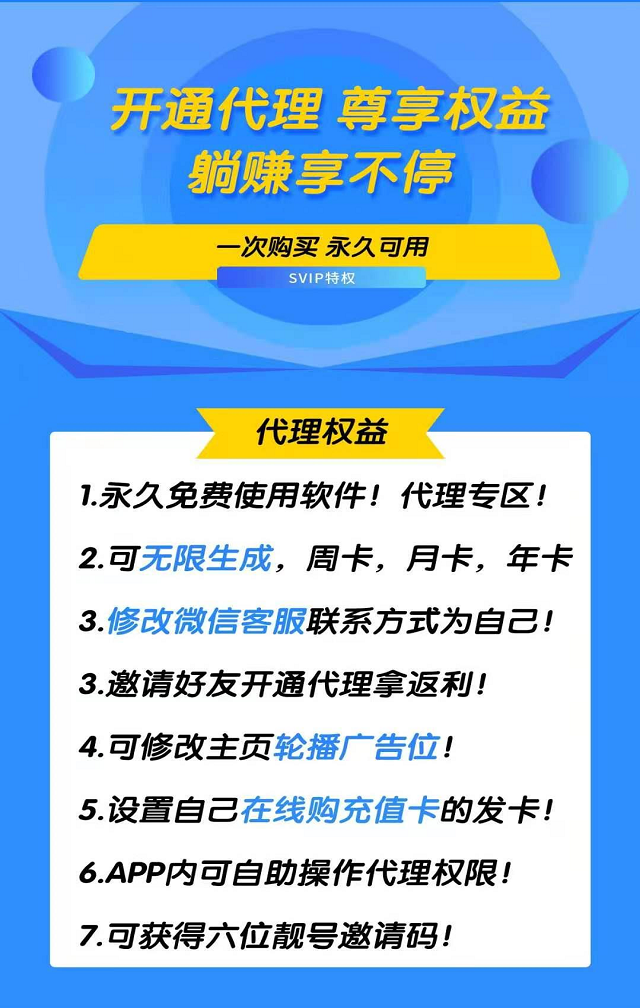 开通代理 尊享权益
躺赚享不停
一次购买 永久可用
SVIP特权
代理权益
1.永久免费使用软件！代理专区！
2.可无限生成，周卡，月卡，年卡
3.修改微信客服联系方式为自己！
3.邀请好友开通代理拿返利！
4.可修改主页轮播广告位！
5.设置自己在线购充值卡的发卡！
6.APP内可自助操作代理权限！
7.可获得六位靓号邀请码！